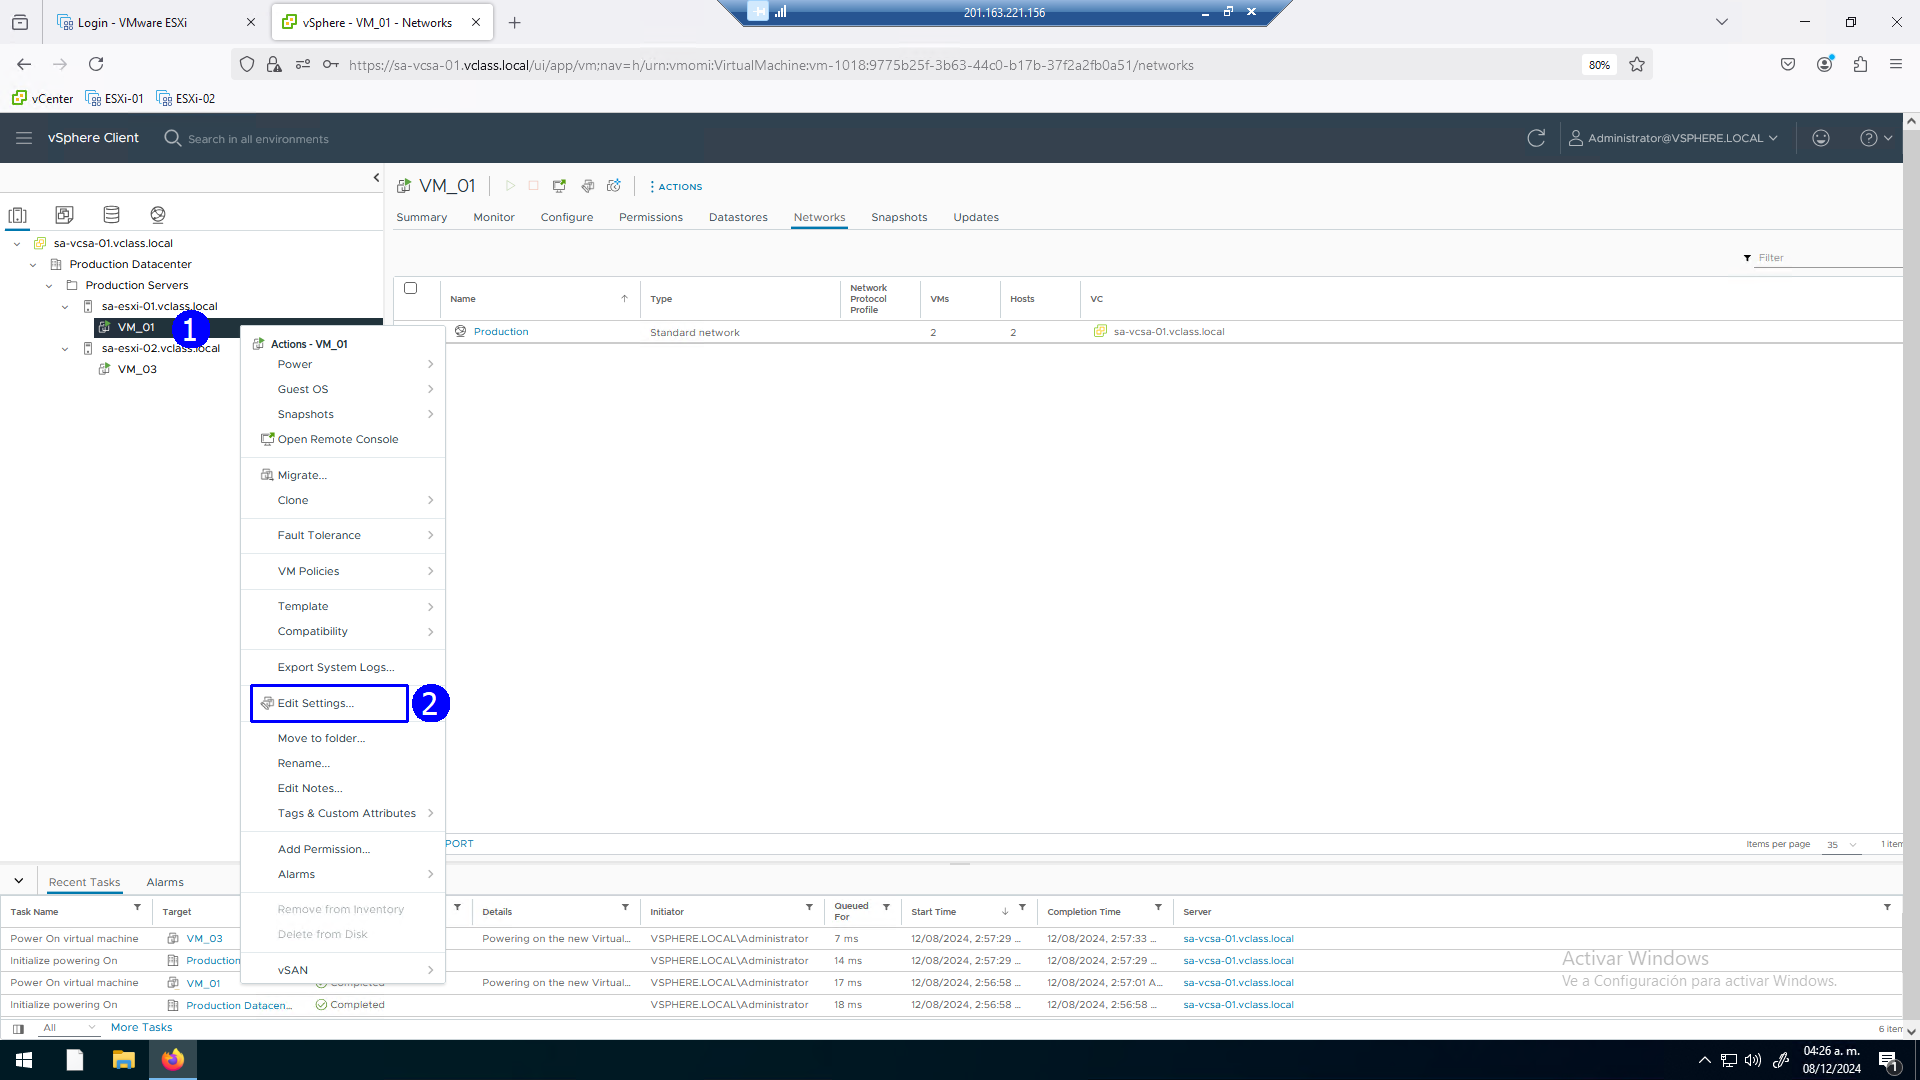 Login - VMware ESXi
vSphere - VM_01 - Networks
201.163.221.156
https://sa-vcsa-01.vclass.local/ui/app/vm;nav=h/urn:vmomi:VirtualMachine:vm-1018:9775b25f-3b63-44c0-b17b-37f2a2fb0a51/networks
80%
vCenter
ESXi-01
ESXi-02
vSphere Client
Search in all environments
Administrator@VSPHERE.LOCAL
VM_01
ACTIONS
Summary Monitor Configure Permissions Datastores Networks Snapshots Updates
sa-vcsa-01.vclass.local
Production Datacenter
Production Servers
sa-esxi-01.vclass.local
VM_01
1
sa-esxi-02.vclass.local
VM_03
Filter
Name Type Network Protocol Profile VMs Hosts VC
Production Standard network 2 2 sa-vcsa-01.vclass.local
Actions - VM_01
Power
Guest OS
Snapshots
Open Remote Console
Migrate...
Clone
Fault Tolerance
VM Policies
Template
Compatibility
Export System Logs...
Edit Settings...
2
Move to folder...
Rename...
Edit Notes...
Tags & Custom Attributes
Add Permission...
Alarms
Remove from Inventory
Delete from Disk
vSAN
PORT
Items per page 35 1 item
Recent Tasks Alarms
Task Name Target Details Initiator Queued For Start Time Completion Time Server
Power On virtual machine VM_03 Powering on the new Virtual... VSPHERE.LOCAL\Administrator 7 ms 12/08/2024, 2:57:29 ... 12/08/2024, 2:57:33 ... sa-vcsa-01.vclass.local
Initialize powering On Production VSPHERE.LOCAL\Administrator 14 ms 12/08/2024, 2:57:29 ... 12/08/2024, 2:57:29 ... sa-vcsa-01.vclass.local
Power On virtual machine VM_01 Completed Powering on the new Virtual... VSPHERE.LOCAL\Administrator 17 ms 12/08/2024, 2:56:58 ... 12/08/2024, 2:57:01 A... sa-vcsa-01.vclass.local
Initialize powering On Production Datacen... Completed VSPHERE.LOCAL\Administrator 18 ms 12/08/2024, 2:56:58 ... 12/08/2024, 2:56:58 ... sa-vcsa-01.vclass.local
Activar Windows
Ve a Configuración para activar Windows.
All More Tasks
6 item
04:26 a. m.
08/12/2024
1